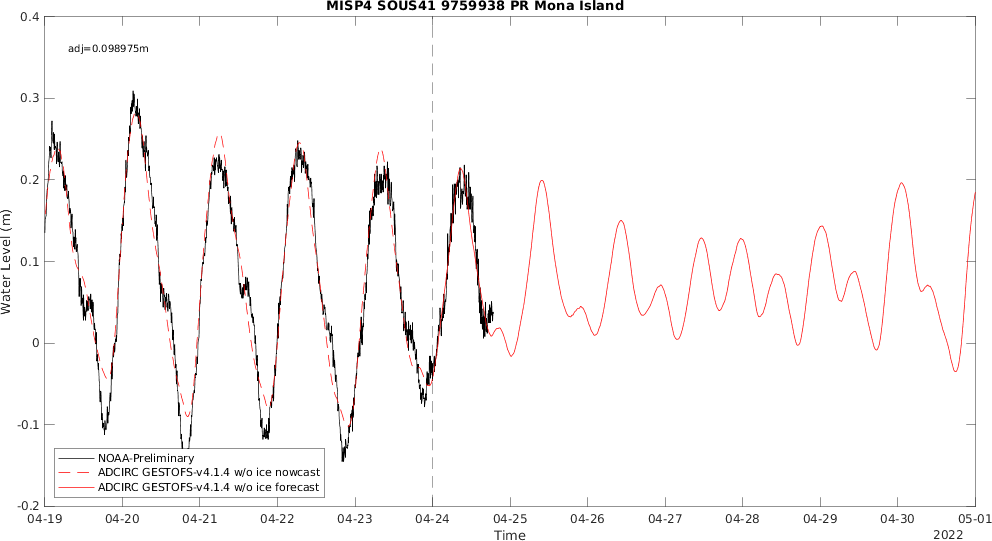 MISP4 SOUS41 9759938 PR Mona Island
0.4
adj=0.098975m
0.3
0.2
0.1
0
-0.1
-0.2
Water Level (m)
NOAA-Preliminary
ADCIRC GESTOFS-v4.1.4 w/o ice nowcast
ADCIRC GESTOFS-v4.1.4 w/o ice forecast
04-19 04-20 04-21 04-22 04-23 04-24 04-25 04-26 04-27 04-28 04-29 04-30 05-01
Time
2022